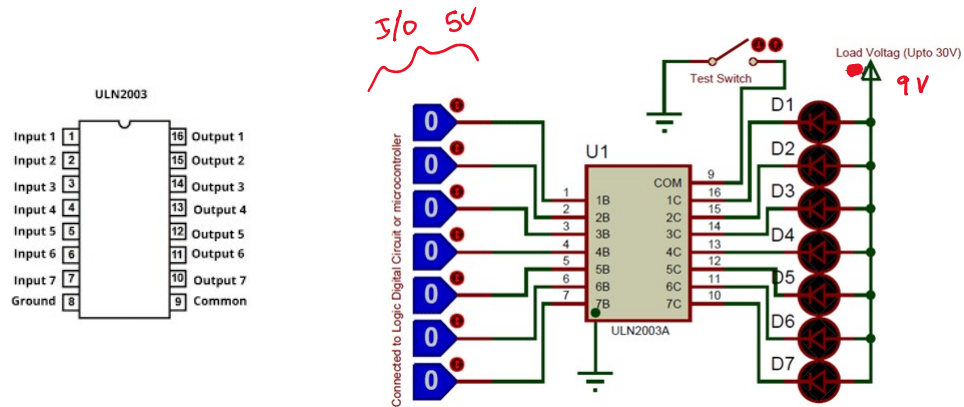 I/O 5V
ULN2003
Input 1 1 16 Output 1
Input 2 2 15 Output 2
Input 3 3 14 Output 3
Input 4 4 13 Output 4
Input 5 5 12 Output 5
Input 6 6 11 Output 6
Input 7 7 10 Output 7
Ground 8 9 Common
Connected to Logic Digital Circuit or microcontroller
0
0
0
0
0
0
0
Test Switch
Load Voltag (Upto 30V)
9V
U1
COM 9
1 1B 1C 16
2 2B 2C 15
3 3B 3C 14
4 4B 4C 13
5 5B 5C 12
6 6B 6C 11
7 7B 7C 10
ULN2003A
D1
D2
D3
D4
D5
D6
D7